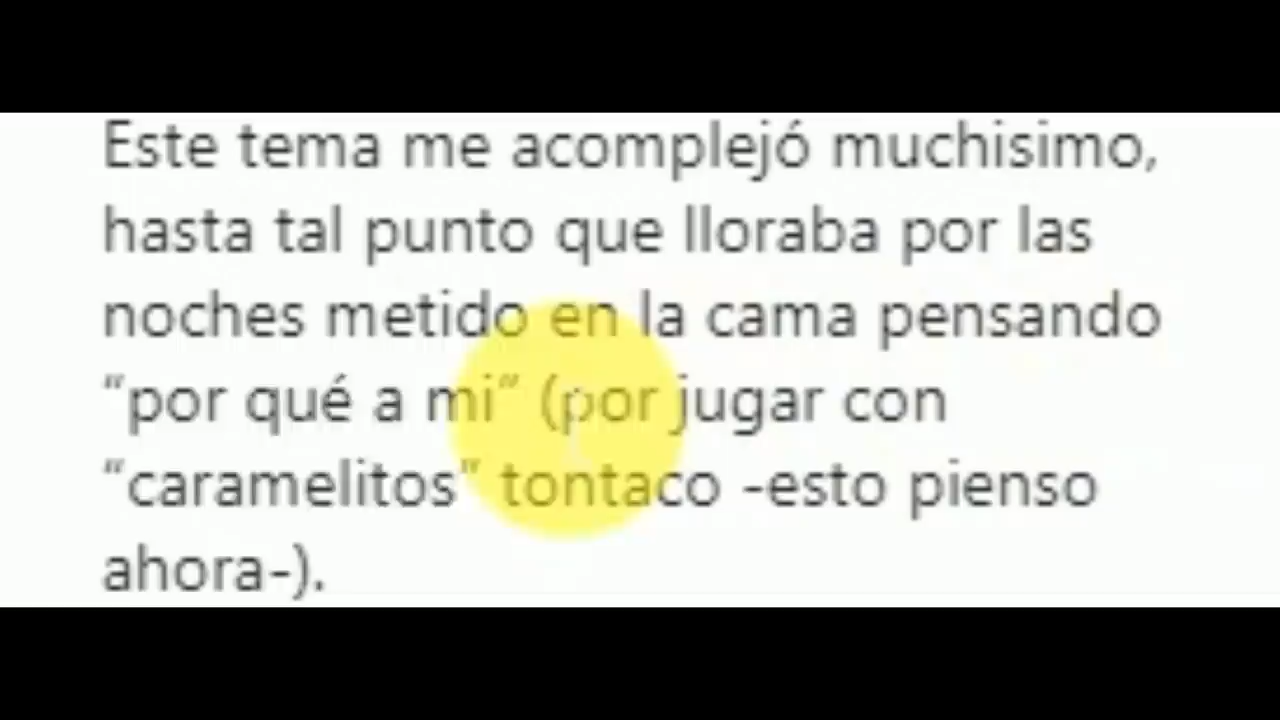 Este tema me acomplejó muchisimo,
hasta tal punto que lloraba por las
noches metido en la cama pensando
“por qué a mi“ (por jugar con
“caramelitos“ tontaco -esto pienso
ahora-).